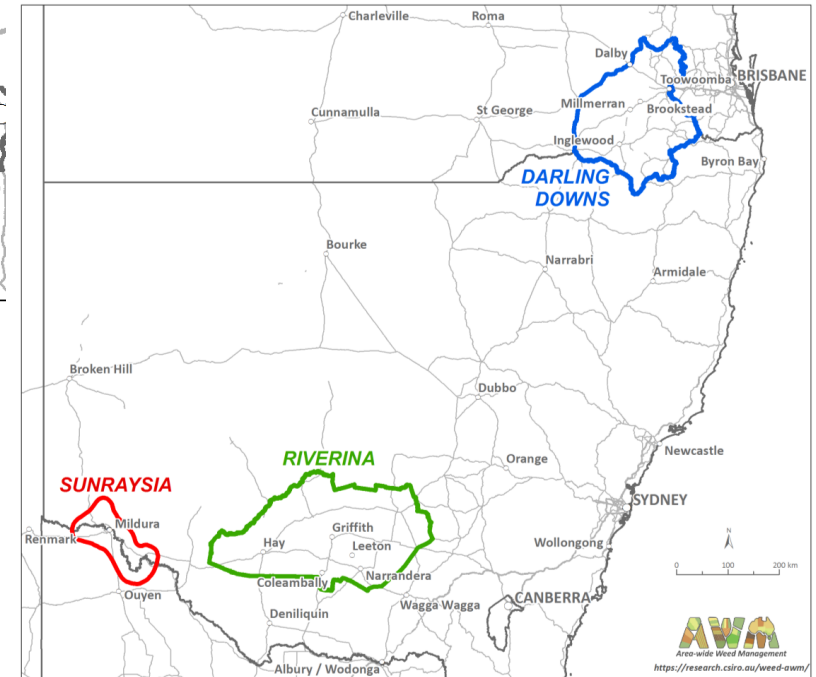 Charleville
Roma
Dalby
Toowoomba
BRISBANE
Cunnamulla
St George
Millmerran
Brookstead
Inglewood
Byron Bay
DARLING
DOWNS
Bourke
Narrabri
Armidale
Broken Hill
Dubbo
Newcastle
Orange
RIVERINA
SUNRAYSIA
SYDNEY
Mildura
Griffith
Renmark
Hay
Leeton
Wollongong
N
Coleambally
Narrandera
0 100 200 km
Ouyen
Wagga Wagga
CANBERRA
Deniliquin
AWM
Area-wide Weed Management
Albury / Wodonga
https://research.csiro.au/weed-awm/